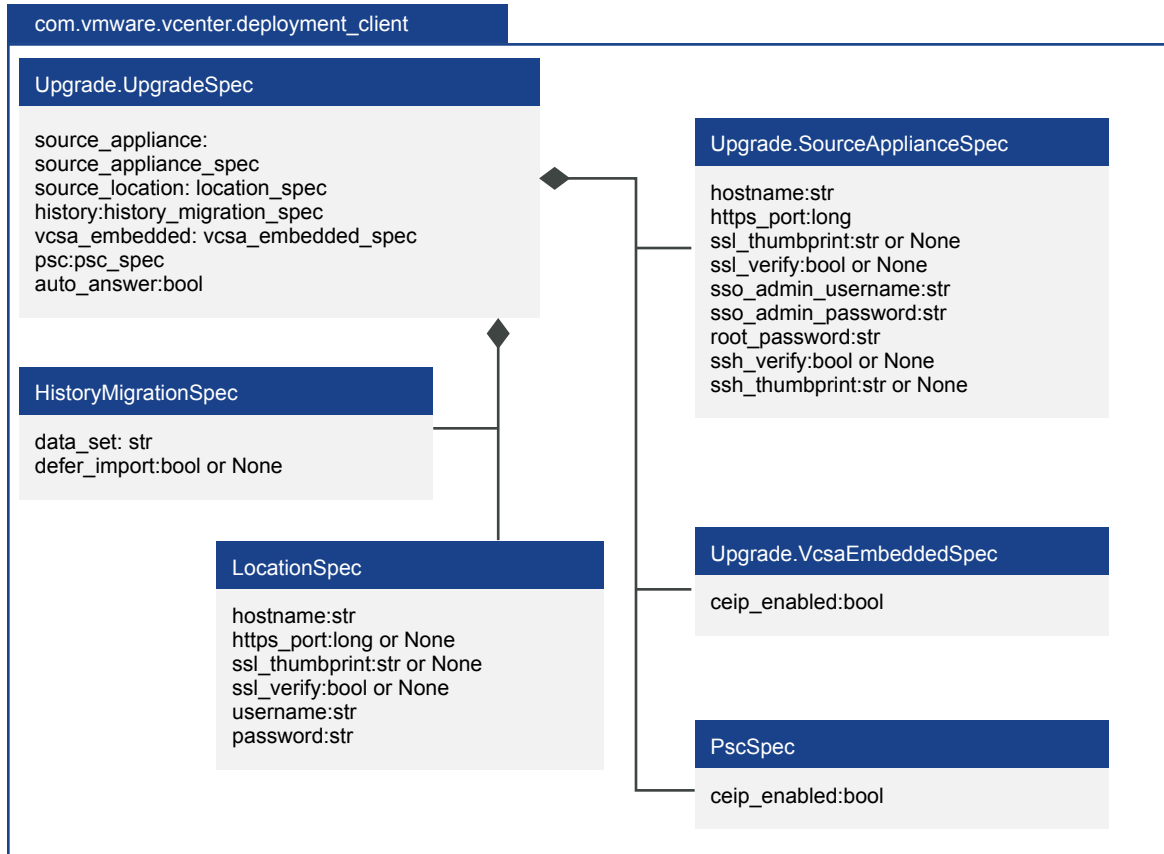 com.vmware.vcenter.deployment_client
Upgrade.UpgradeSpec
source_appliance:
source_appliance_spec
source_location: location_spec
history:history_migration_spec
vcsa_embedded: vcsa_embedded_spec
psc:psc_spec
auto_answer:bool
Upgrade.SourceApplianceSpec
hostname:str
https_port:long
ssl_thumbprint:str or None
ssl_verify:bool or None
sso_admin_username:str
sso_admin_password:str
root_password:str
ssh_verify:bool or None
ssh_thumbprint:str or None
HistoryMigrationSpec
data_set: str
defer_import:bool or None
LocationSpec
hostname:str
https_port:long or None
ssl_thumbprint:str or None
ssl_verify:bool or None
username:str
password:str
Upgrade.VcsaEmbeddedSpec
ceip_enabled:bool
PscSpec
ceip_enabled:bool